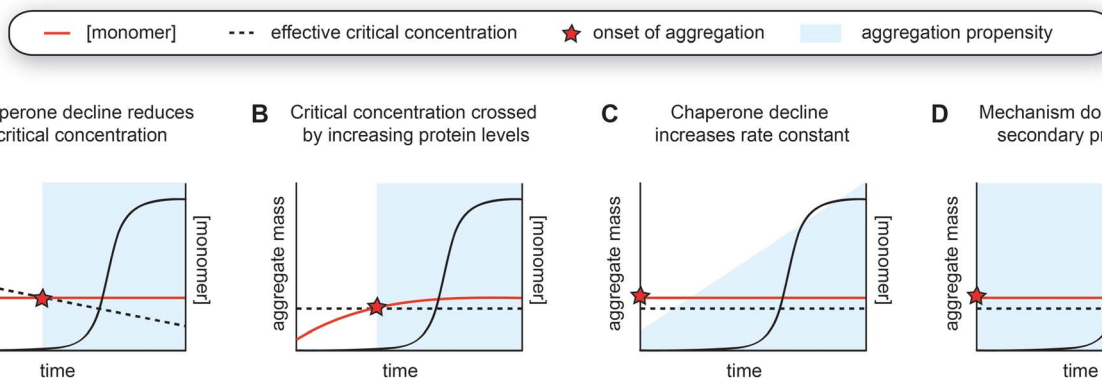 [monomer]
effective critical concentration
onset of aggregation
aggregation propensity
decline reduces
critical concentration
[monomer]
time
B
Critical concentration crossed
by increasing protein levels
aggregate mass
[monomer]
time
C
Chaperone decline
increases rate constant
aggregate mass
[monomer]
time
D
Mechanism
secondary
aggregate mass
time